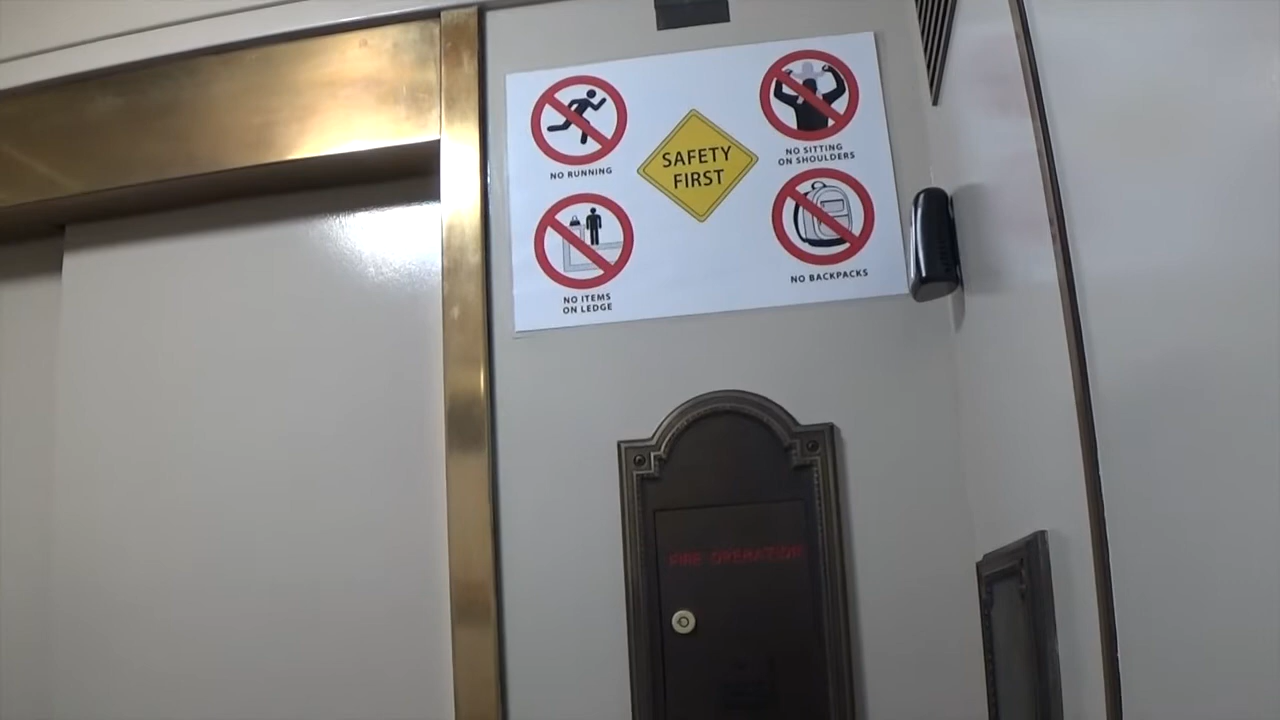 NO RUNNING
SAFETY
FIRST
NO SITTING
ON SHOULDERS
NO ITEMS
ON LEDGE
NO BACKPACKS
FIRE OPERATION